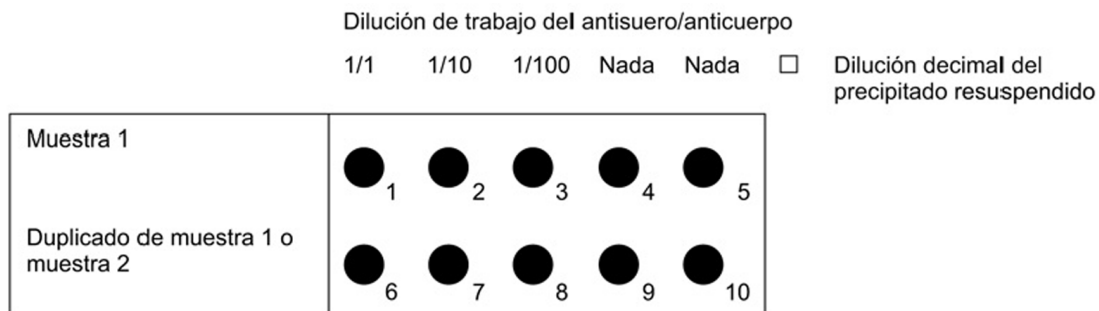 Dilución de trabajo del antisuero/anticuerpo
1/1 1/10 1/100 Nada Nada □ Dilución decimal del
precipitado resuspendido
Muestra 1
1 2 3 4 5
Duplicado de muestra 1 o
muestra 2
6 7 8 9 10